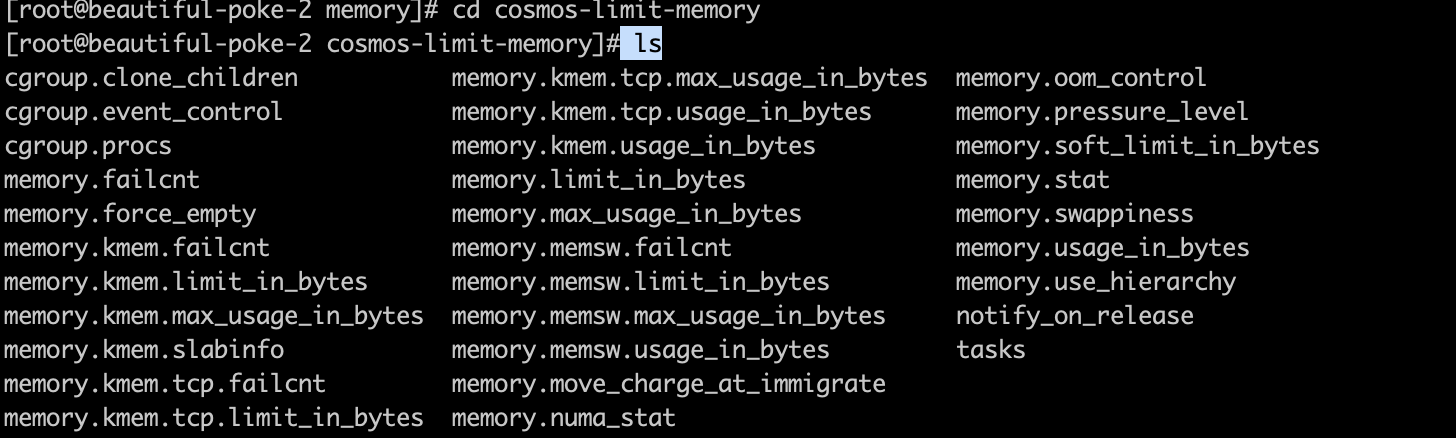 [root@beautiful-poke-2 memory]# cd cosmos-limit-memory
[root@beautiful-poke-2 cosmos-limit-memory]# ls
cgroup.clone_children memory.kmem.tcp.max_usage_in_bytes memory.oom_control
cgroup.event_control memory.kmem.tcp.usage_in_bytes memory.pressure_level
cgroup.procs memory.kmem.usage_in_bytes memory.soft_limit_in_bytes
memory.failcnt memory.limit_in_bytes memory.stat
memory.force_empty memory.max_usage_in_bytes memory.swappiness
memory.kmem.failcnt memory.memsw.failcnt memory.usage_in_bytes
memory.kmem.limit_in_bytes memory.memsw.limit_in_bytes memory.use_hierarchy
memory.kmem.max_usage_in_bytes memory.memsw.max_usage_in_bytes notify_on_release
memory.kmem.slabinfo memory.memsw.usage_in_bytes tasks
memory.kmem.tcp.failcnt memory.move_charge_at_immigrate
memory.kmem.tcp.limit_in_bytes memory.numa_stat